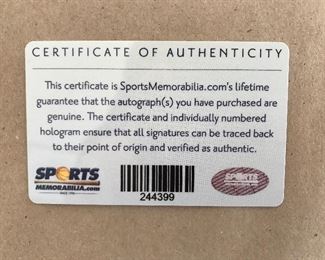 CERTIFICATE OF AUTHENTICITY
This certificate is SportsMemorabilia.com's lifetime
guarantee that the autograph(s) you have purchased are
genuine. The certificate and individually numbered
hologram ensure that all signatures can be traced back
to their point of origin and verified as authentic.
SPORTS
MEMORABILIA.com
244399
SPORTS